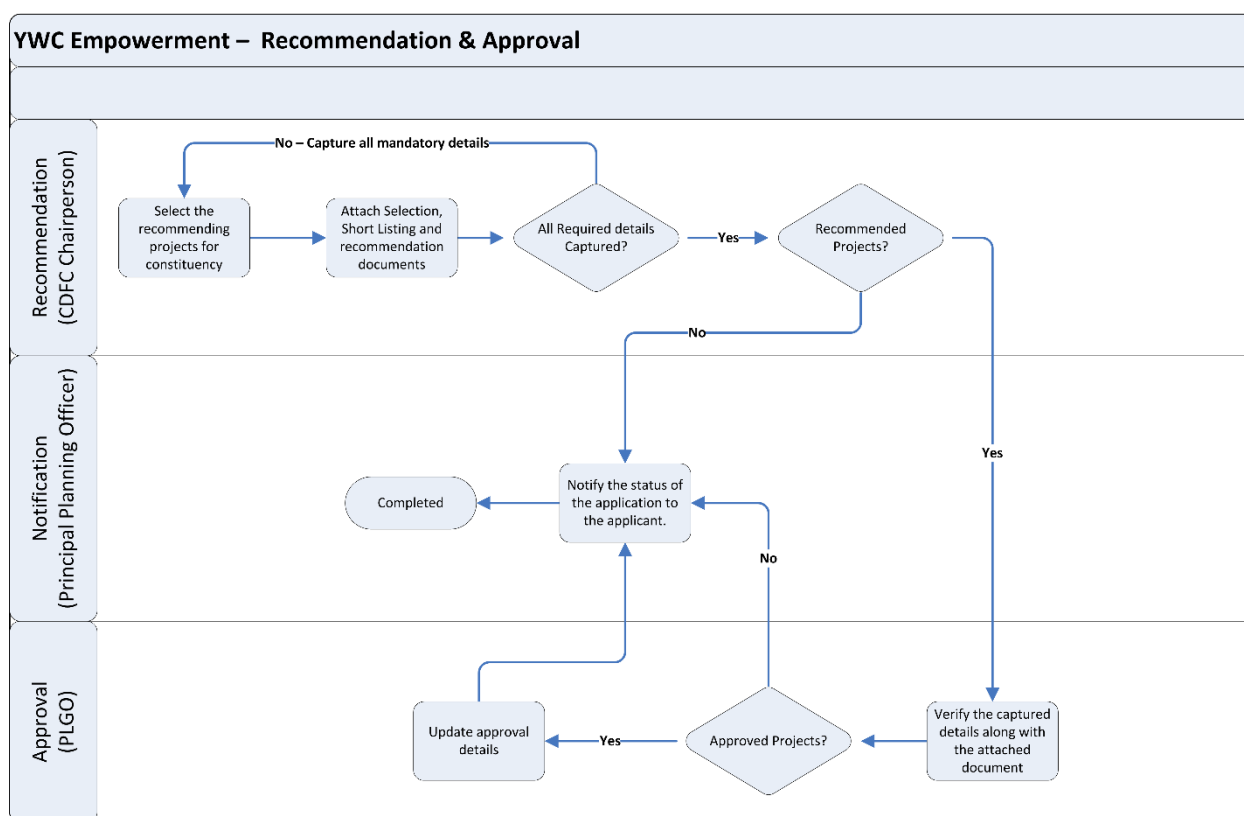 YWC Empowerment – Recommendation & Approval
Recommendation
(CDFC Chairperson)
No – Capture all mandatory details
Select the
recommending
projects for
constituency
Attach Selection,
Short Listing and
recommendation
documents
All Required details
Captured?
Yes
Recommended
Projects?
No
Notification
(Principal Planning Officer)
Yes
Completed
Notify the status of
the application to
the applicant.
No
Approval
(PLGO)
Update approval
details
Yes
Approved Projects?
Verify the captured
details along with
the attached
document